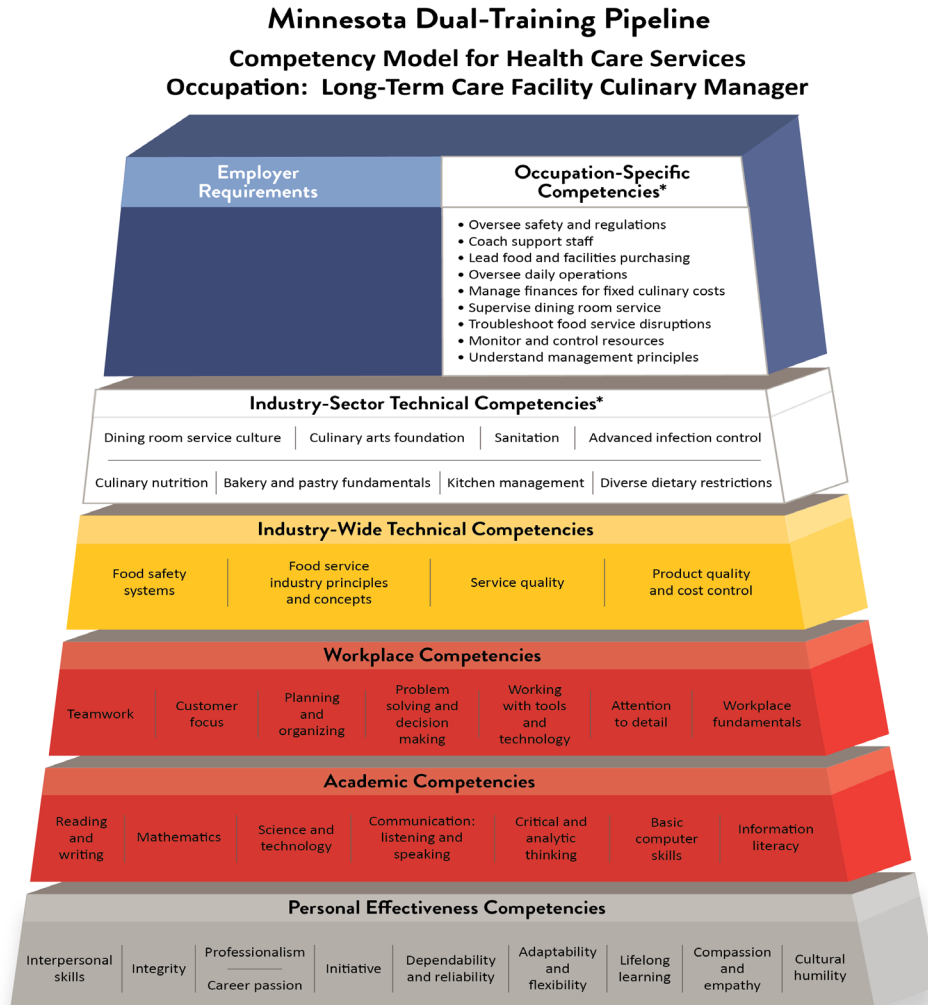 Minnesota Dual-Training Pipeline
Competency Model for Health Care Services
Occupation: Long-Term Care Facility Culinary Manager
Employer
Requirements
Occupation-Specific
Competencies*
• Oversee safety and regulations
• Coach support staff
• Lead food and facilities purchasing
• Oversee daily operations
• Manage finances for fixed culinary costs
• Supervise dining room service
• Troubleshoot food service disruptions
• Monitor and control resources
• Understand management principles
Industry-Sector Technical Competencies*
Dining room service culture
Culinary arts foundation
Sanitation
Advanced infection control
Culinary nutrition
Bakery and pastry fundamentals
Kitchen management
Diverse dietary restrictions
Industry-Wide Technical Competencies
Food safety
systems
Food service
industry principles
and concepts
Service quality
Product quality
and cost control
Workplace Competencies
Teamwork
Customer
focus
Planning
and
organizing
Problem
solving and
decision
making
Working
with tools
and
technology
Attention
to detail
Workplace
fundamentals
Academic Competencies
Reading
and
writing
Mathematics
Science and
technology
Communication:
listening and
speaking
Critical and
analytic
thinking
Basic
computer
skills
Information
literacy
Personal Effectiveness Competencies
Interpersonal
skills
Integrity
Professionalism
Career passion
Initiative
Dependability
and reliability
Adaptability
and
flexibility
Lifelong
learning
Compassion
and
empathy
Cultural
humility